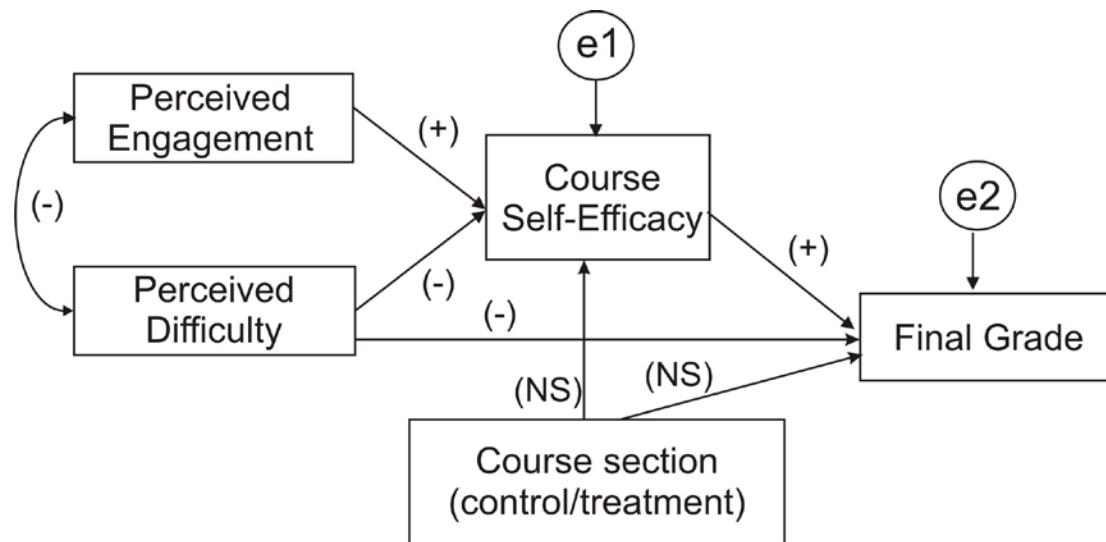 e1
Perceived
Engagement
(+)
Course
Self-Efficacy
e2
(-)
(+)
Perceived
Difficulty
(-)
(-)
Final Grade
(NS)
(NS)
Course section
(control/treatment)